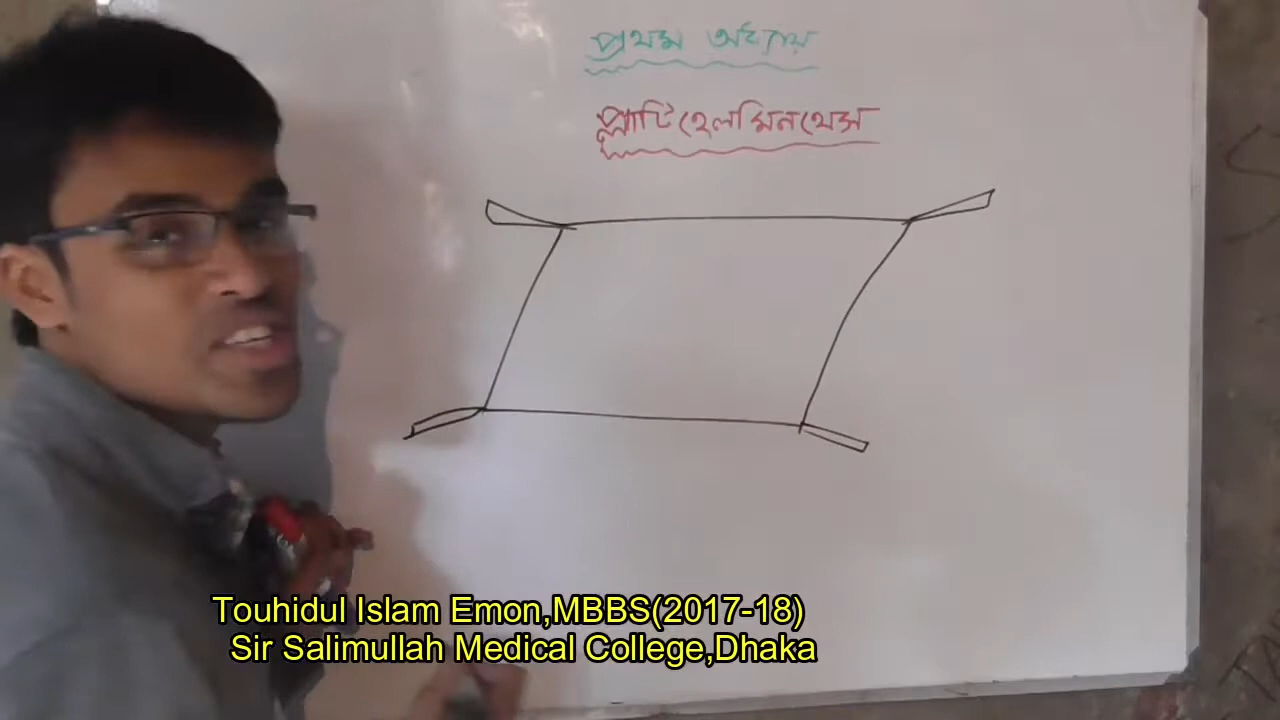 প্রথম অধ্যায়
প্লাটিহেলমিনথেস
Touhidul Islam Emon,MBBS(2017-18)
Sir Salimullah Medical College,Dhaka